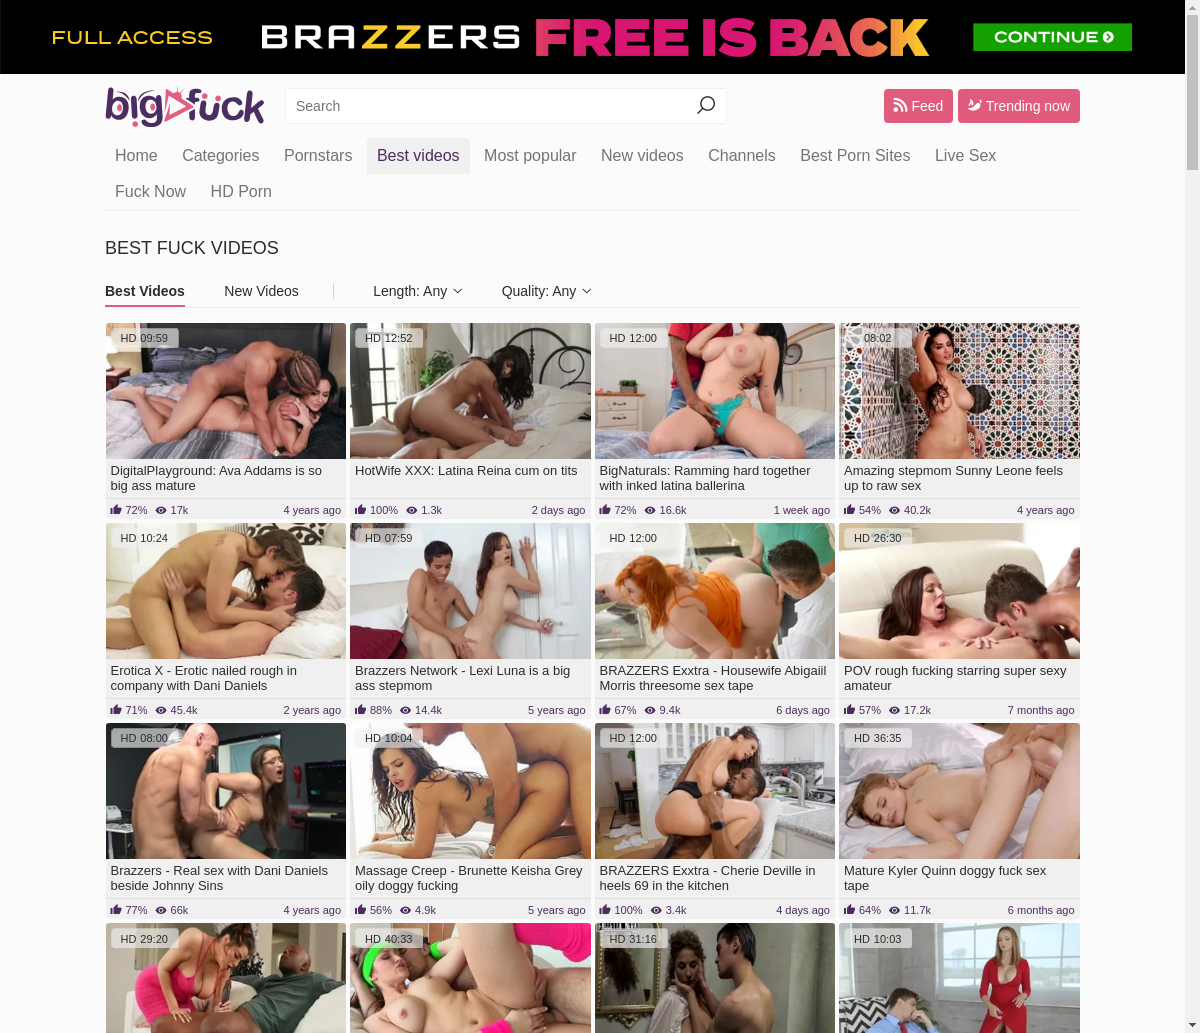 FULL ACCESS
BRAZZERS
FREE IS BACK
CONTINUE
bigfuck
Search
Feed
Trending now
Home
Categories
Pornstars
Best videos
Most popular
New videos
Channels
Best Porn Sites
Live Sex
Fuck Now
HD Porn
BEST FUCK VIDEOS
Best Videos
New Videos
Length: Any
Quality: Any
HD 09:59
DigitalPlayground: Ava Addams is so
big ass mature
72%
17k
4 years ago
HD 12:52
HotWife XXX: Latina Reina cum on tits
100%
1.3k
2 days ago
HD 12:00
BigNaturals: Ramming hard together
with inked latina ballerina
72%
16.6k
1 week ago
08:02
Amazing stepmom Sunny Leone feels
up to raw sex
54%
40.2k
4 years ago
HD 10:24
Erotica X - Erotic nailed rough in
company with Dani Daniels
71%
45.4k
2 years ago
HD 07:59
Brazzers Network - Lexi Luna is a big
ass stepmom
88%
14.4k
5 years ago
HD 12:00
BRAZZERS Exxtra - Housewife Abigaiil
Morris threesome sex tape
67%
9.4k
6 days ago
HD 26:30
POV rough fucking starring super sexy
amateur
57%
17.2k
7 months ago
HD 08:00
Brazzers - Real sex with Dani Daniels
beside Johnny Sins
77%
66k
4 years ago
HD 10:04
Massage Creep - Brunette Keisha Grey
oily doggy fucking
56%
4.9k
5 years ago
HD 12:00
BRAZZERS Exxtra - Cherie Deville in
heels 69 in the kitchen
100%
3.4k
4 days ago
HD 36:35
Mature Kyler Quinn doggy fuck sex
tape
64%
11.7k
6 months ago
HD 29:20
HD 40:33
HD 31:16
HD 10:03